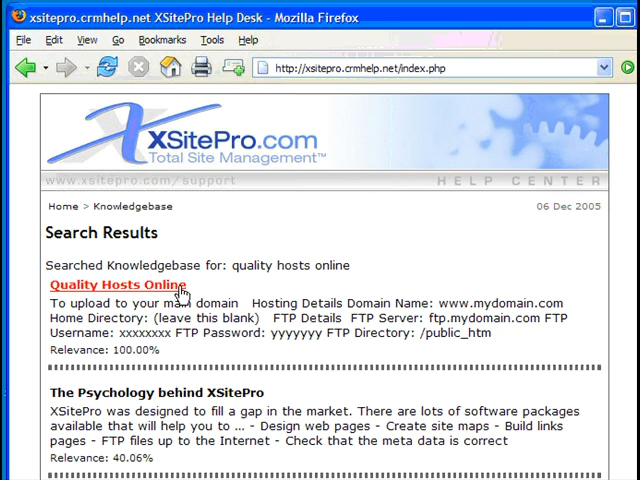 xsitepro.crmhelp.net XSitePro Help Desk - Mozilla Firefox
File Edit View Go Bookmarks Tools Help
http://xsitepro.crmhelp.net/index.php
XSitePro.com
Total Site Management™
www.xsitepro.com/support HELP CENTER
Home > Knowledgebase 06 Dec 2005
Search Results
Searched Knowledgebase for: quality hosts online
Quality Hosts Online
To upload to your main domain Hosting Details Domain Name: www.mydomain.com
Home Directory: (leave this blank) FTP Details FTP Server: ftp.mydomain.com FTP
Username: xxxxxxxx FTP Password: yyyyyyy FTP Directory: /public_htm
Relevance: 100.00%
The Psychology behind XSitePro
XSitePro was designed to fill a gap in the market. There are lots of software packages
available that will help you to ... - Design web pages - Create site maps - Build links
pages - FTP files up to the Internet - Check that the meta data is correct
Relevance: 40.06%